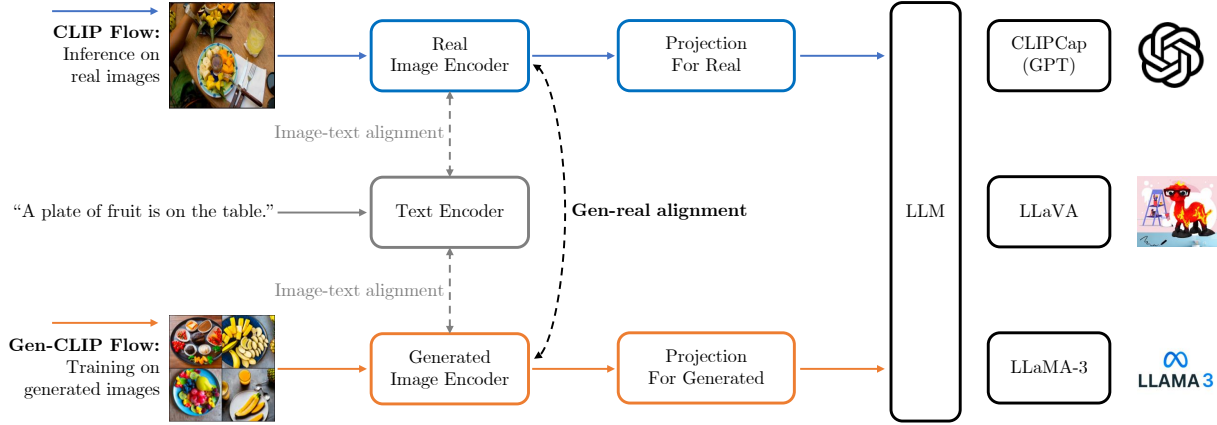 CLIP Flow:
Inference on
real images
Real
Image Encoder
Projection
For Real
CLIPCap
(GPT)
Image-text alignment
“A plate of fruit is on the table.”
Text Encoder
Gen-real alignment
LLM
LLaVA
Image-text alignment
Gen-CLIP Flow:
Training on
generated images
Generated
Image Encoder
Projection
For Generated
LLaMA-3
LLAMA 3